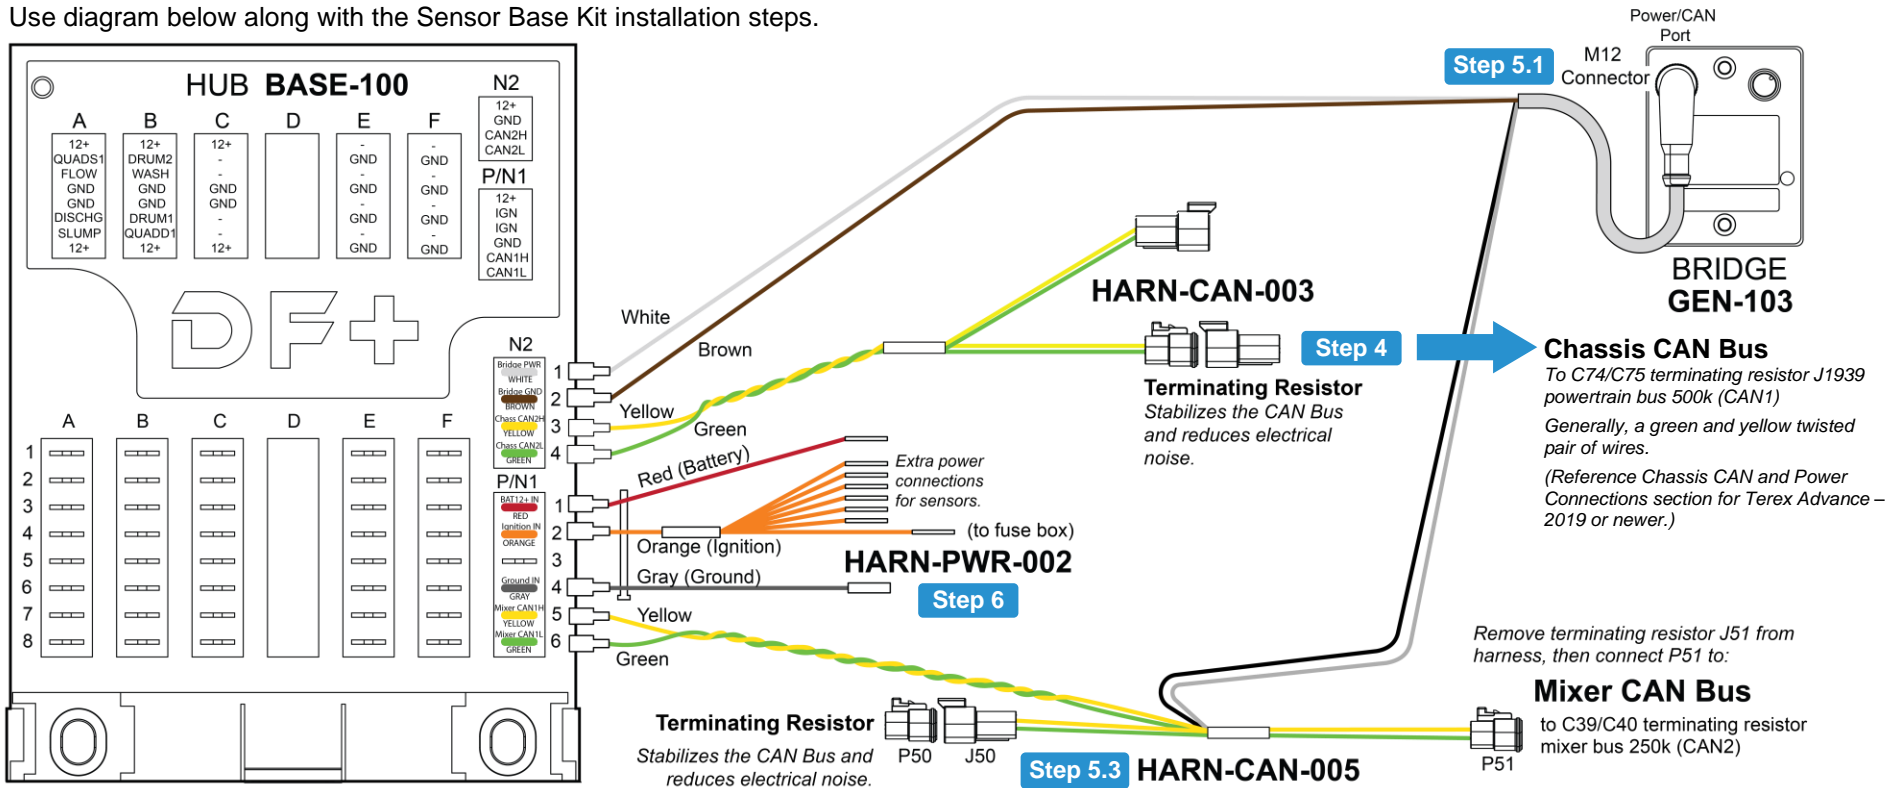 Use diagram below along with the Sensor Base Kit installation steps.
HUB BASE-100
N2
12+
GND
CAN2H
CAN2L
P/N1
12+
IGN
IGN
GND
CAN1H
CAN1L
A
12+
QUADS1
FLOW
GND
GND
DISCHG
SLUMP
12+
B
12+
DRUM2
WASH
GND
GND
DRUM1
QUADD1
12+
C
12+
-
-
GND
GND
-
-
12+
D
E
-
GND
-
GND
-
GND
-
GND
F
-
GND
-
GND
-
GND
-
GND
DF+
N2
Bridge PWR
WHITE
1
Bridge GND
BROWN
2
Chass CAN2H
YELLOW
3
Chass CAN2L
GREEN
4
P/N1
BAT12+ IN
RED
1
Ignition IN
ORANGE
2
3
Ground IN
GRAY
4
Mixer CAN1H
YELLOW
5
Mixer CAN1L
GREEN
6
A B C D E F
1
2
3
4
5
6
7
8
White
Brown
Yellow
Green
Red (Battery)
Orange (Ignition)
Gray (Ground)
Yellow
Green
Extra power
connections
for sensors.
(to fuse box)
HARN-PWR-002
Step 6
HARN-CAN-003
Terminating Resistor
Stabilizes the CAN Bus
and reduces electrical
noise.
Step 4
Step 5.1
Power/CAN
Port
M12
Connector
BRIDGE
GEN-103
Chassis CAN Bus
To C74/C75 terminating resistor J1939
powertrain bus 500k (CAN1)
Generally, a green and yellow twisted
pair of wires.
(Reference Chassis CAN and Power
Connections section for Terex Advance –
2019 or newer.)
Remove terminating resistor J51 from
harness, then connect P51 to:
Mixer CAN Bus
to C39/C40 terminating resistor
mixer bus 250k (CAN2)
P51
Terminating Resistor
Stabilizes the CAN Bus and
reduces electrical noise.
P50
J50
Step 5.3
HARN-CAN-005